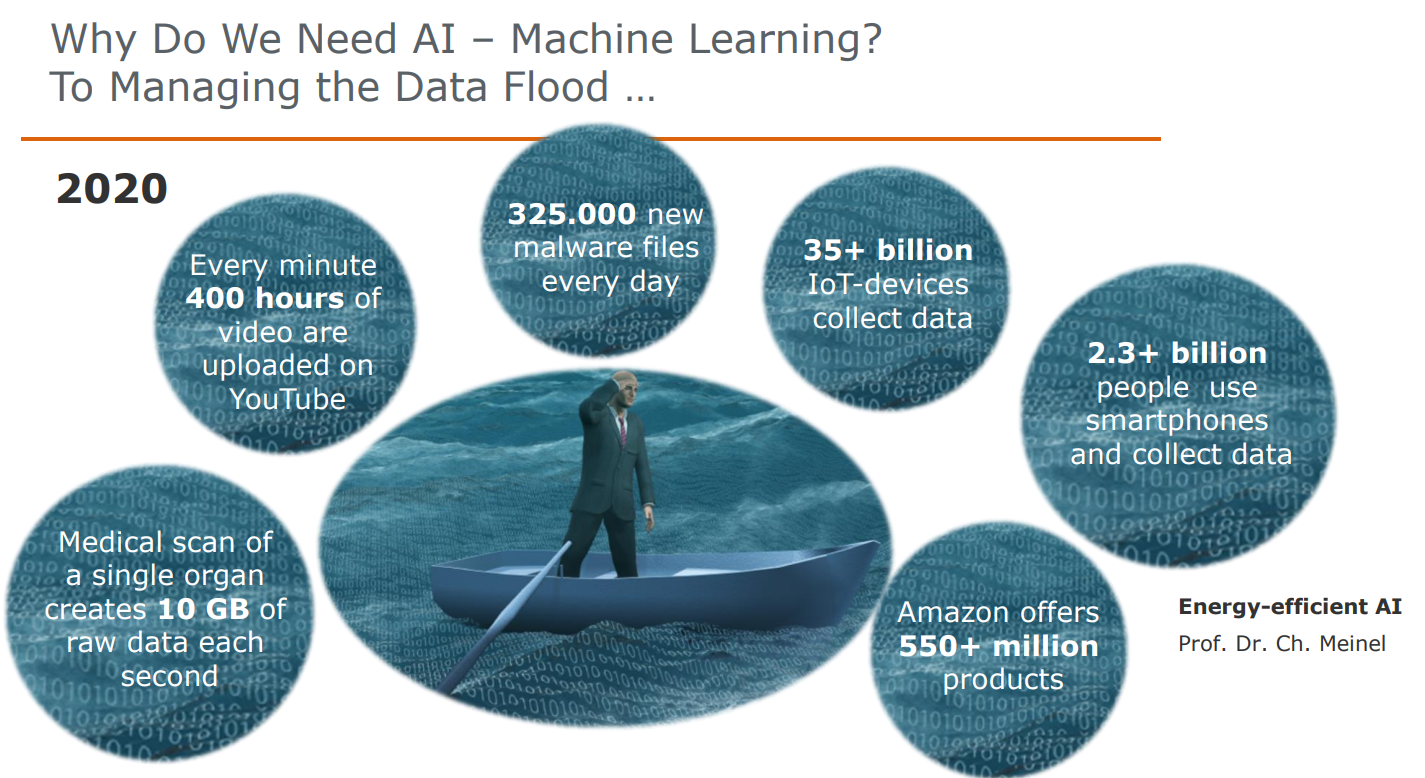 Why Do We Need AI – Machine Learning?
To Managing the Data Flood …
2020
Every minute
400 hours of
video are
uploaded on
YouTube
325.000 new
malware files
every day
35+ billion
IoT-devices
collect data
2.3+ billion
people use
smartphones
and collect data
Medical scan of
a single organ
creates 10 GB of
raw data each
second
Amazon offers
550+ million
products
Energy-efficient AI
Prof. Dr. Ch. Meinel